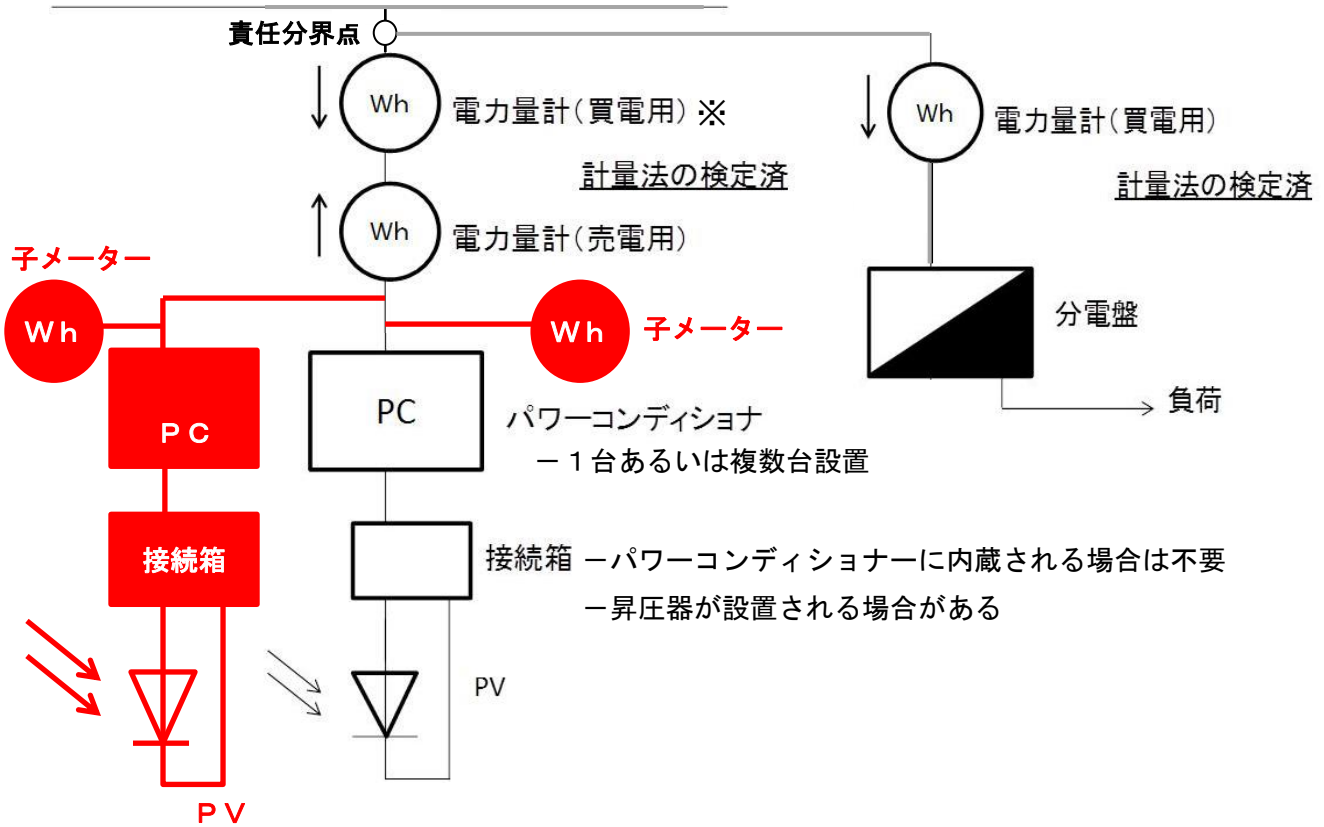 責任分界点
Wh
電力量計(買電用) ※
Wh
電力量計(買電用)
計量法の検定済
計量法の検定済
Wh
電力量計(売電用)
子メーター
Wh
Wh
子メーター
分電盤
負荷
PC
PC
パワーコンディショナ
－１台あるいは複数台設置
接続箱
接続箱
－パワーコンディショナーに内蔵される場合は不要
－昇圧器が設置される場合がある
PV
PV